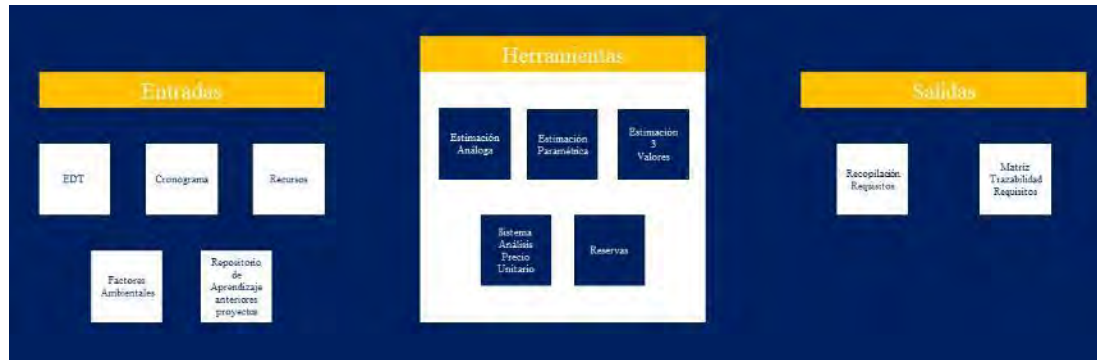 Entradas
EDT
Cronograma
Recursos
Factores
Ambientales
Repositorio
de
Aprendizaje
anteriores
proyectos
Herramientas
Estimación
Análoga
Estimación
Paramétrica
Estimación
3
Valores
Sistema
Análisis
Precio
Unitario
Reservas
Salidas
Recopilación
Requisitos
Matriz
Trazabilidad
Requisitos